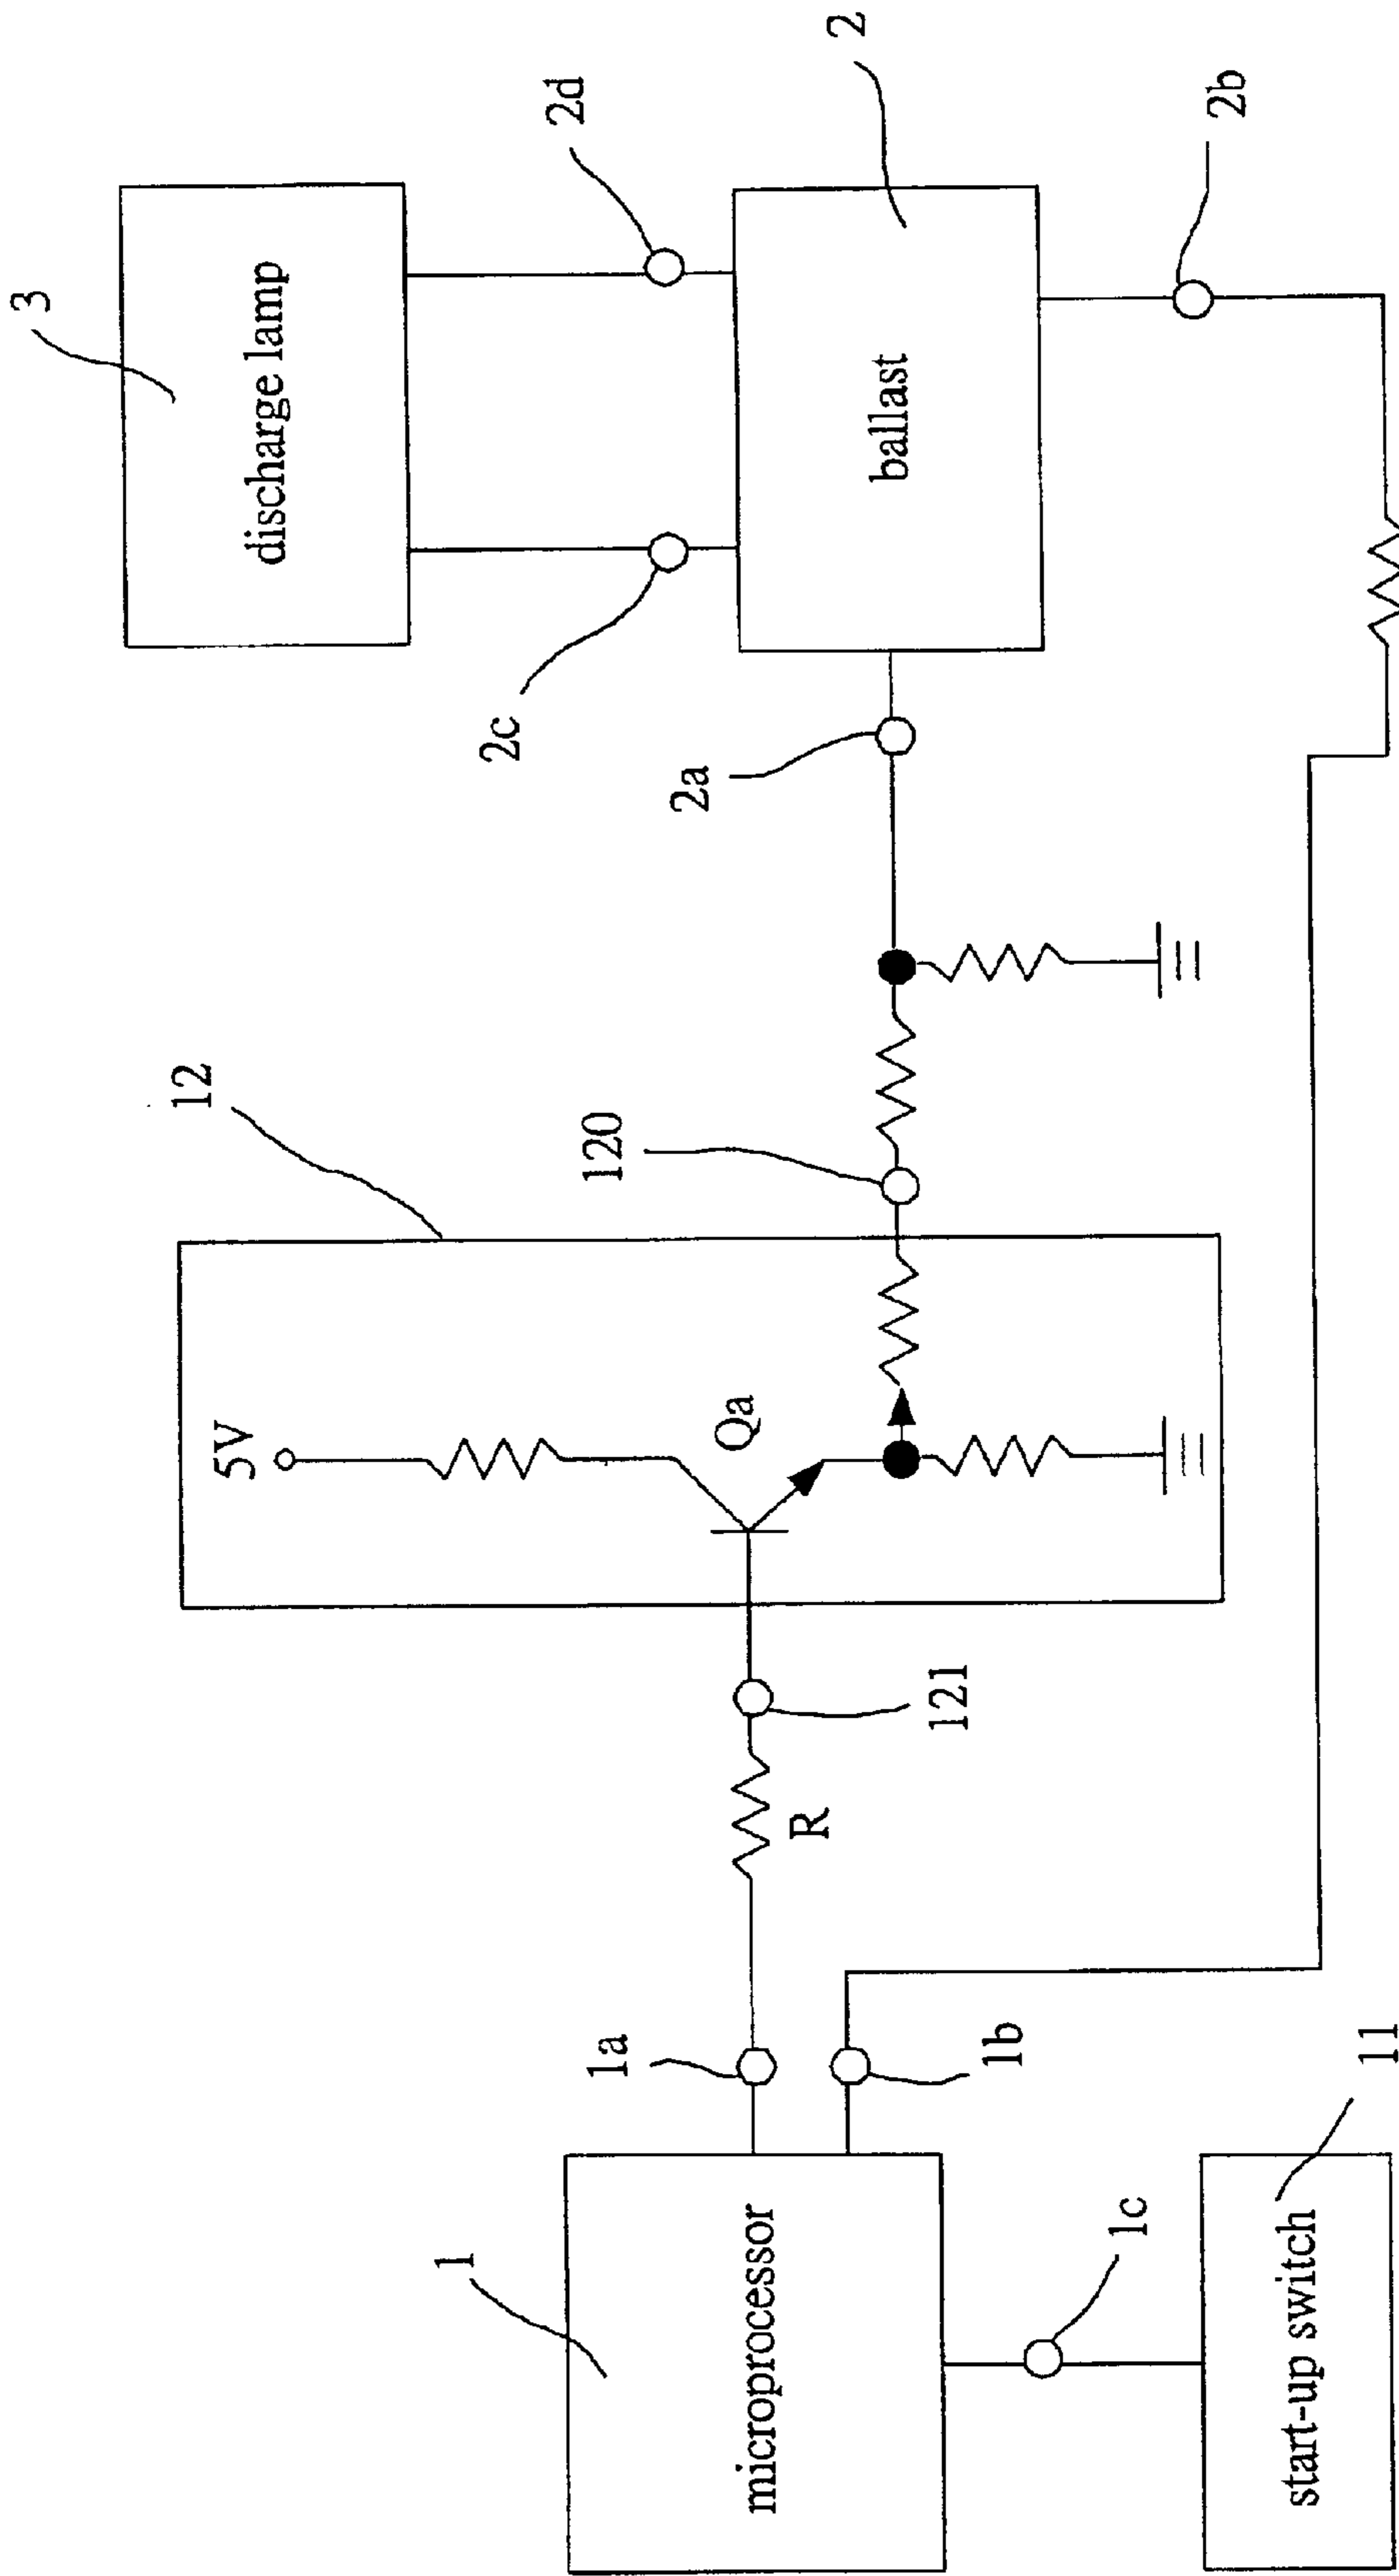 3
discharge lamp
2d
2c
2
ballast
2a
2b
12
120
5V
Qa
121
R
1a
1b
1
microprocessor
1c
11
start-up switch